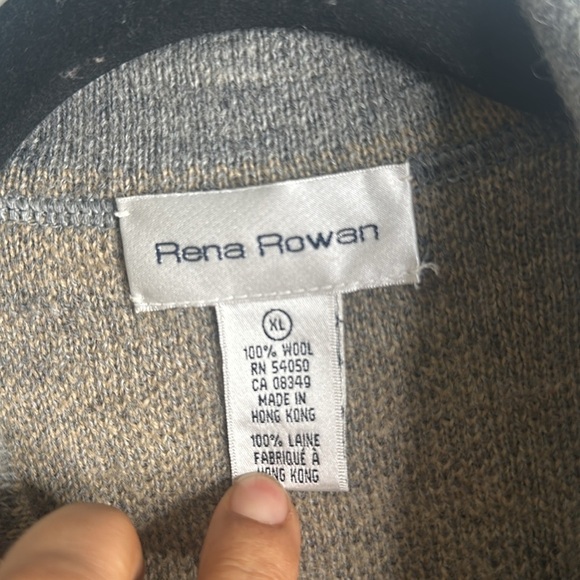 Rena Rowan
XL
100% WOOL
RN 54050
CA 08349
MADE IN
HONG KONG
100% LAINE
FABRIQUÉ À
HONG KONG